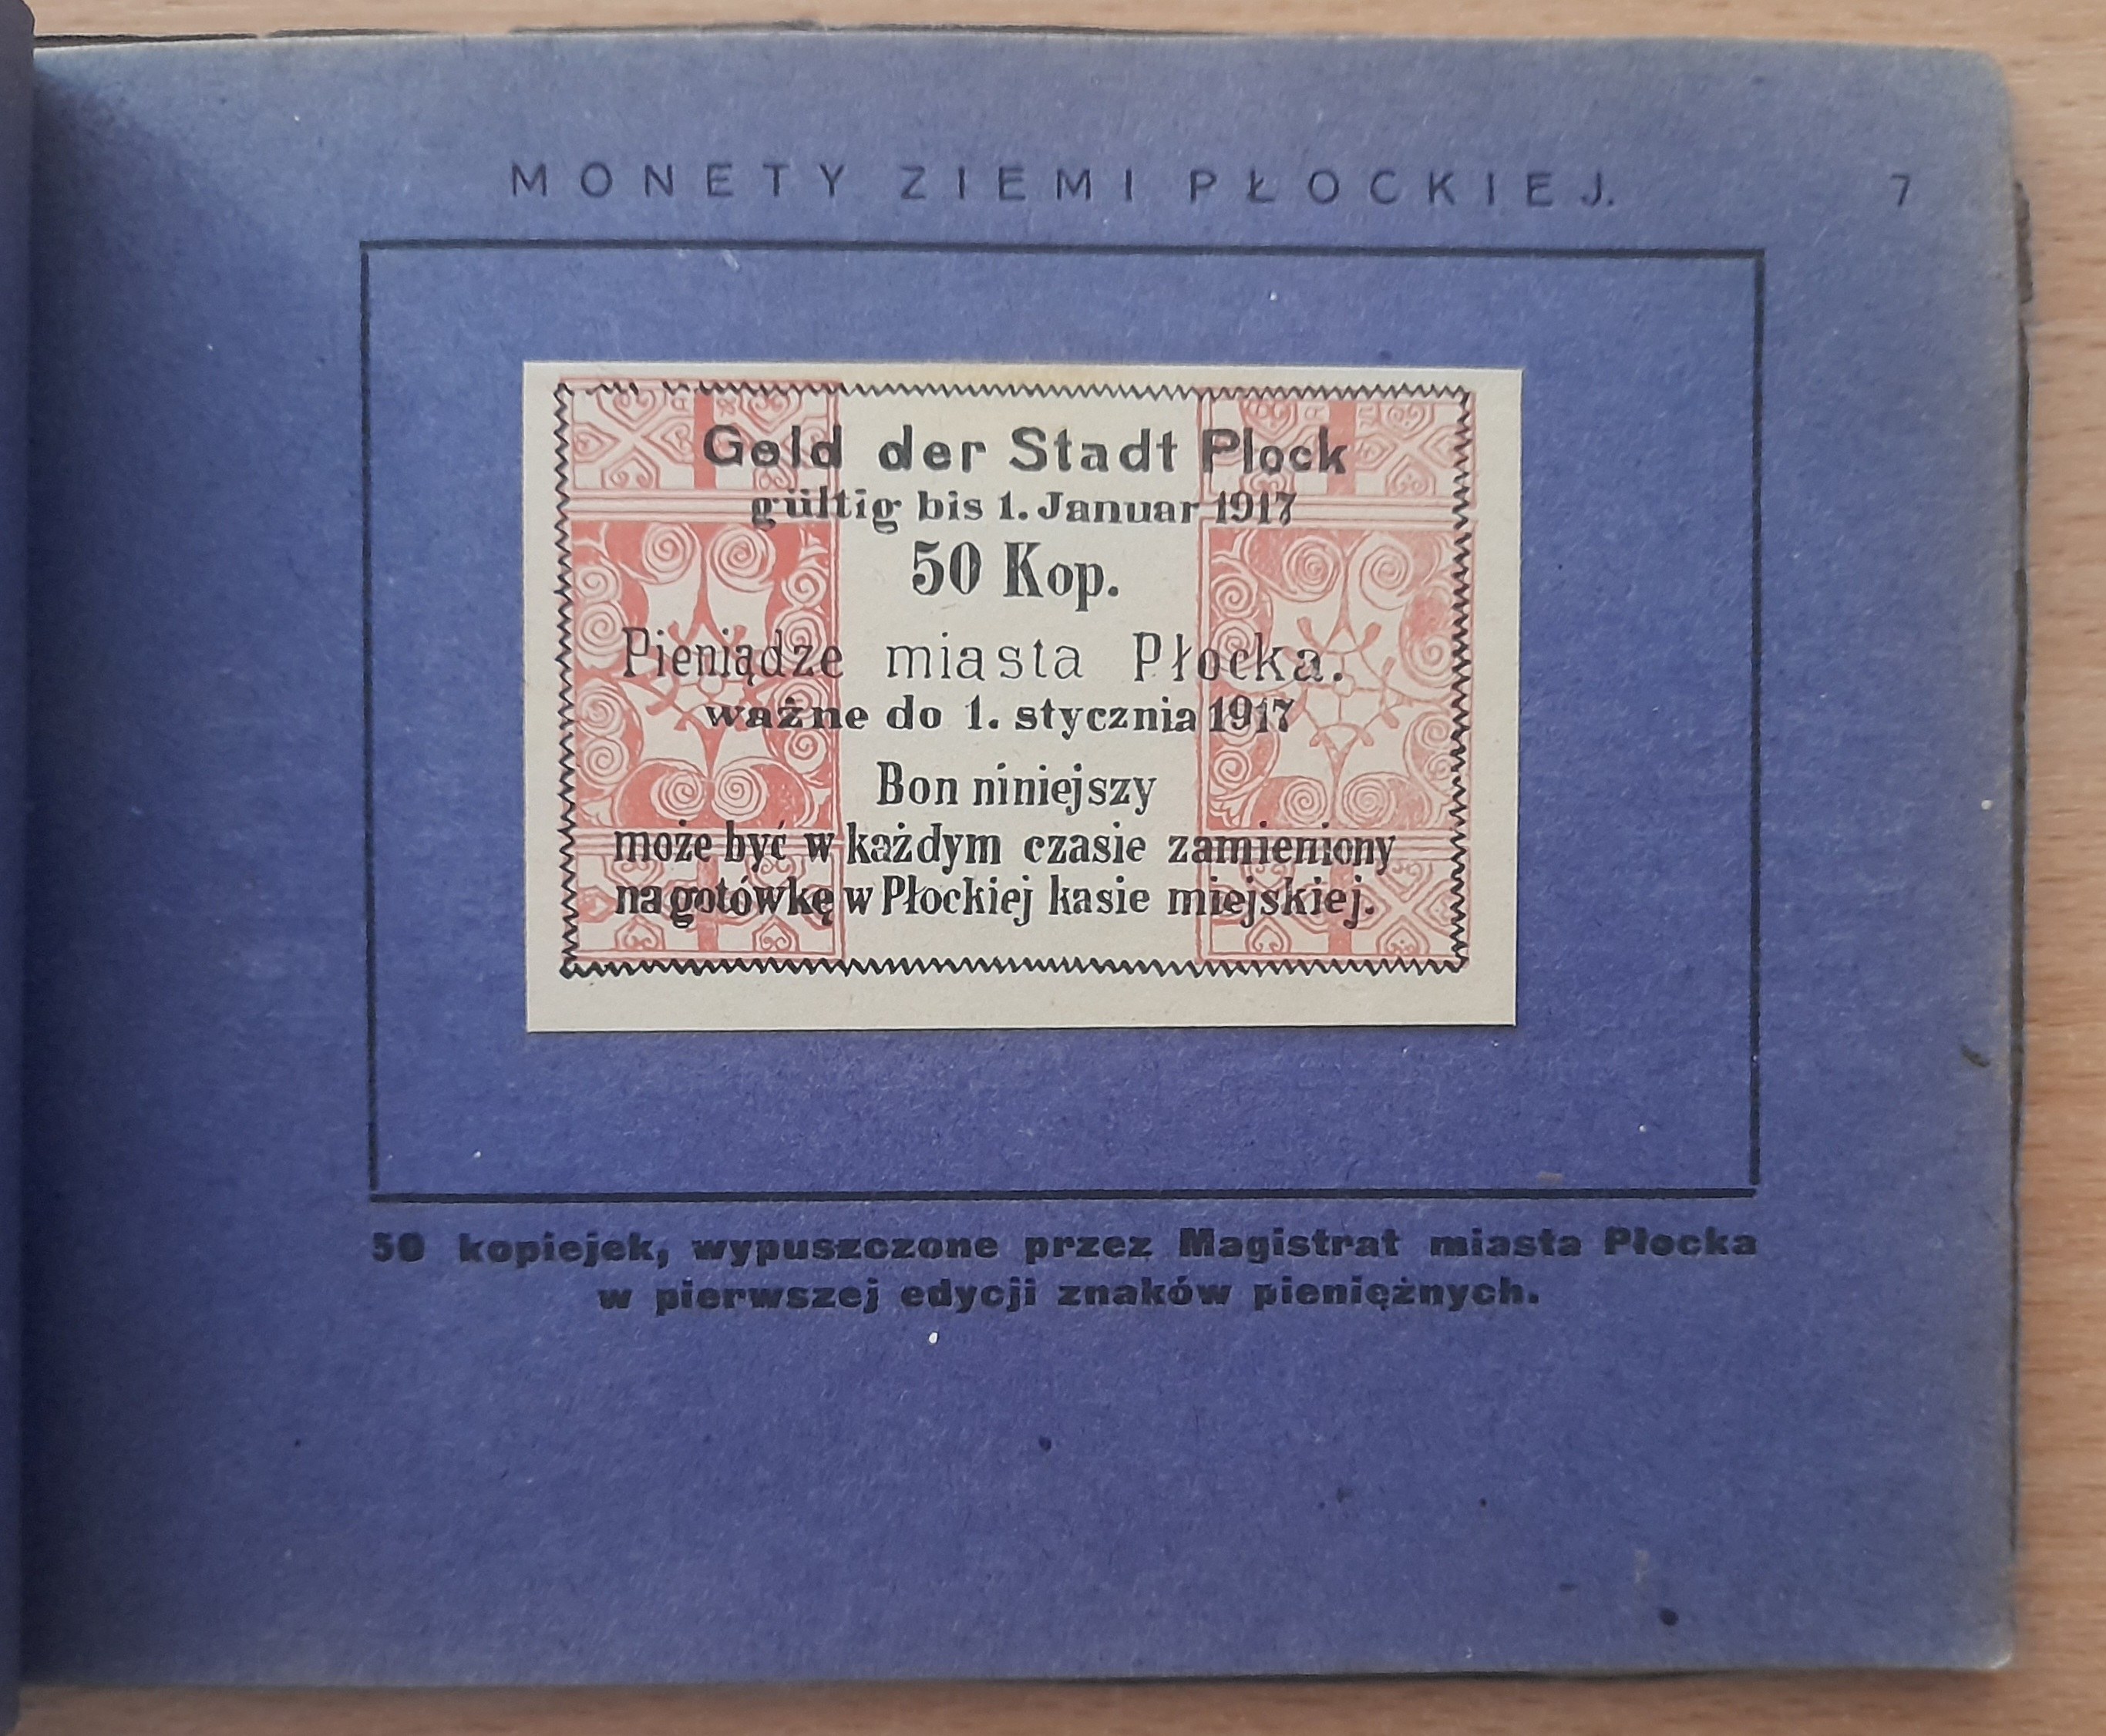 MONETY ZIEMI PŁOCKIEJ. 7
Geld der Stadt Plock
gültig bis 1. Januar 1917
50 Kop.
Pieniądze miasta Płocka.
ważne do 1. stycznia 1917
Bon niniejszy
może być w każdym czasie zamieniony
na gotówkę w Płockiej kasie miejskiej.
50 kopiejek, wypuszczone przez Magistrat miasta Płocka
w pierwszej edycji znaków pieniężnych.